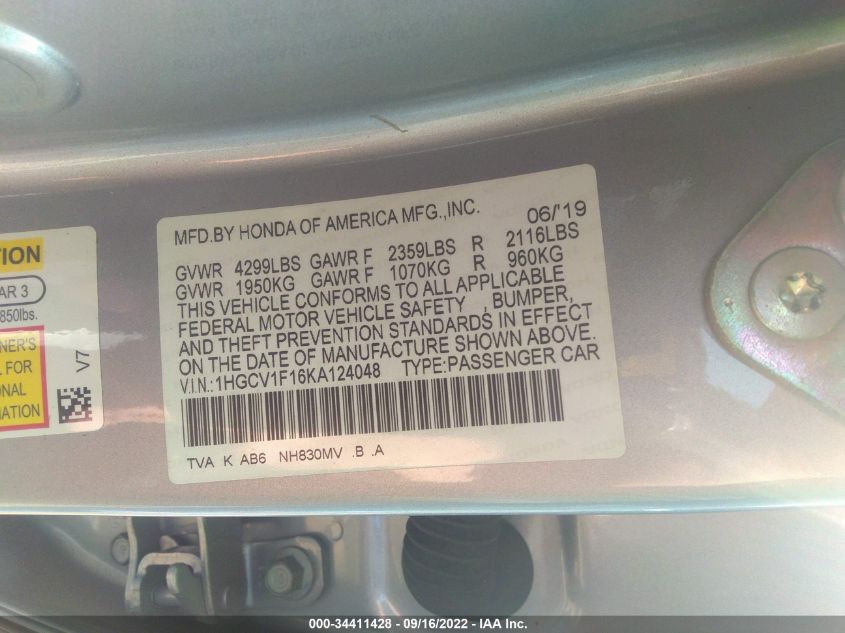 MFD.BY HONDA OF AMERICA MFG.,INC. 06/'19
GVWR 4299LBS GAWR F 2359LBS R 2116LBS
GVWR 1950KG GAWR F 1070KG R 960KG
THIS VEHICLE CONFORMS TO ALL APPLICABLE
FEDERAL MOTOR VEHICLE SAFETY , BUMPER,
AND THEFT PREVENTION STANDARDS IN EFFECT
ON THE DATE OF MANUFACTURE SHOWN ABOVE.
V.I.N.:1HGCV1F16KA124048 TYPE:PASSENGER CAR
TVA K AB6 NH830MV .B .A
TION
AR 3
850lbs.
NER'S
L FOR
ONAL
MATION
V7
000-34411428 - 09/16/2022 - IAA Inc.